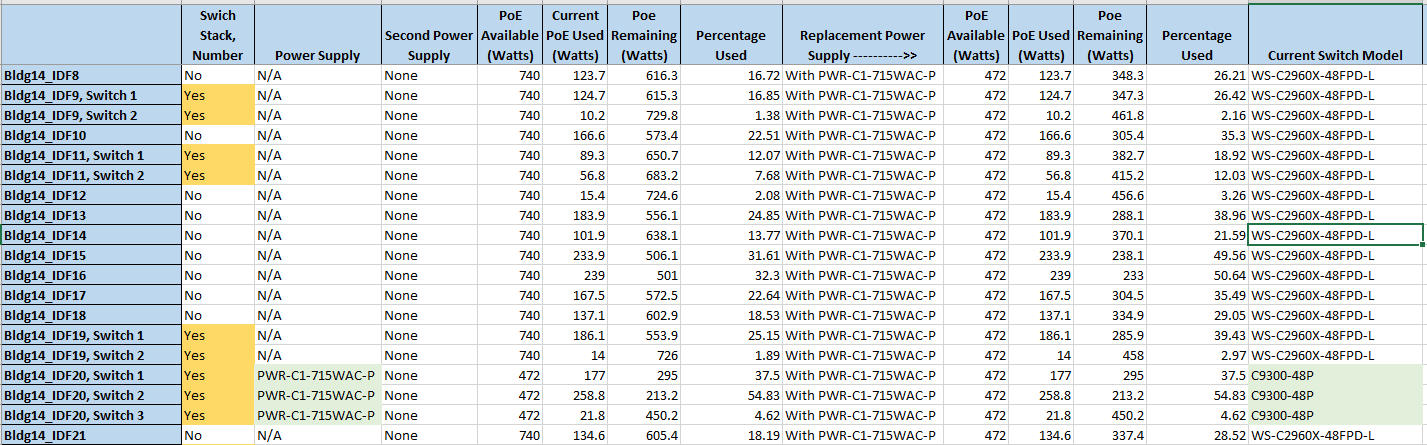 Swich Stack, Number Power Supply Second Power Supply PoE Available (Watts) Current PoE Used (Watts) Poe Remaining (Watts) Percentage Used Replacement Power Supply ---------->> PoE Available (Watts) PoE Used (Watts) Poe Remaining (Watts) Percentage Used Current Switch Model
Bldg14_IDF8 No N/A None 740 123.7 616.3 16.72 With PWR-C1-715WAC-P 472 123.7 348.3 26.21 WS-C2960X-48FPD-L
Bldg14_IDF9, Switch 1 Yes N/A None 740 124.7 615.3 16.85 With PWR-C1-715WAC-P 472 124.7 347.3 26.42 WS-C2960X-48FPD-L
Bldg14_IDF9, Switch 2 Yes N/A None 740 10.2 729.8 1.38 With PWR-C1-715WAC-P 472 10.2 461.8 2.16 WS-C2960X-48FPD-L
Bldg14_IDF10 No N/A None 740 166.6 573.4 22.51 With PWR-C1-715WAC-P 472 166.6 305.4 35.3 WS-C2960X-48FPD-L
Bldg14_IDF11, Switch 1 Yes N/A None 740 89.3 650.7 12.07 With PWR-C1-715WAC-P 472 89.3 382.7 18.92 WS-C2960X-48FPD-L
Bldg14_IDF11, Switch 2 Yes N/A None 740 56.8 683.2 7.68 With PWR-C1-715WAC-P 472 56.8 415.2 12.03 WS-C2960X-48FPD-L
Bldg14_IDF12 No N/A None 740 15.4 724.6 2.08 With PWR-C1-715WAC-P 472 15.4 456.6 3.26 WS-C2960X-48FPD-L
Bldg14_IDF13 No N/A None 740 183.9 556.1 24.85 With PWR-C1-715WAC-P 472 183.9 288.1 38.96 WS-C2960X-48FPD-L
Bldg14_IDF14 No N/A None 740 101.9 638.1 13.77 With PWR-C1-715WAC-P 472 101.9 370.1 21.59 WS-C2960X-48FPD-L
Bldg14_IDF15 No N/A None 740 233.9 506.1 31.61 With PWR-C1-715WAC-P 472 233.9 238.1 49.56 WS-C2960X-48FPD-L
Bldg14_IDF16 No N/A None 740 239 501 32.3 With PWR-C1-715WAC-P 472 239 233 50.64 WS-C2960X-48FPD-L
Bldg14_IDF17 No N/A None 740 167.5 572.5 22.64 With PWR-C1-715WAC-P 472 167.5 304.5 35.49 WS-C2960X-48FPD-L
Bldg14_IDF18 No N/A None 740 137.1 602.9 18.53 With PWR-C1-715WAC-P 472 137.1 334.9 29.05 WS-C2960X-48FPD-L
Bldg14_IDF19, Switch 1 Yes N/A None 740 186.1 553.9 25.15 With PWR-C1-715WAC-P 472 186.1 285.9 39.43 WS-C2960X-48FPD-L
Bldg14_IDF19, Switch 2 Yes N/A None 740 14 726 1.89 With PWR-C1-715WAC-P 472 14 458 2.97 WS-C2960X-48FPD-L
Bldg14_IDF20, Switch 1 Yes PWR-C1-715WAC-P None 472 177 295 37.5 With PWR-C1-715WAC-P 472 177 295 37.5 C9300-48P
Bldg14_IDF20, Switch 2 Yes PWR-C1-715WAC-P None 472 258.8 213.2 54.83 With PWR-C1-715WAC-P 472 258.8 213.2 54.83 C9300-48P
Bldg14_IDF20, Switch 3 Yes PWR-C1-715WAC-P None 472 21.8 450.2 4.62 With PWR-C1-715WAC-P 472 21.8 450.2 4.62 C9300-48P
Bldg14_IDF21 No N/A None 740 134.6 605.4 18.19 With PWR-C1-715WAC-P 472 134.6 337.4 28.52 WS-C2960X-48FPD-L